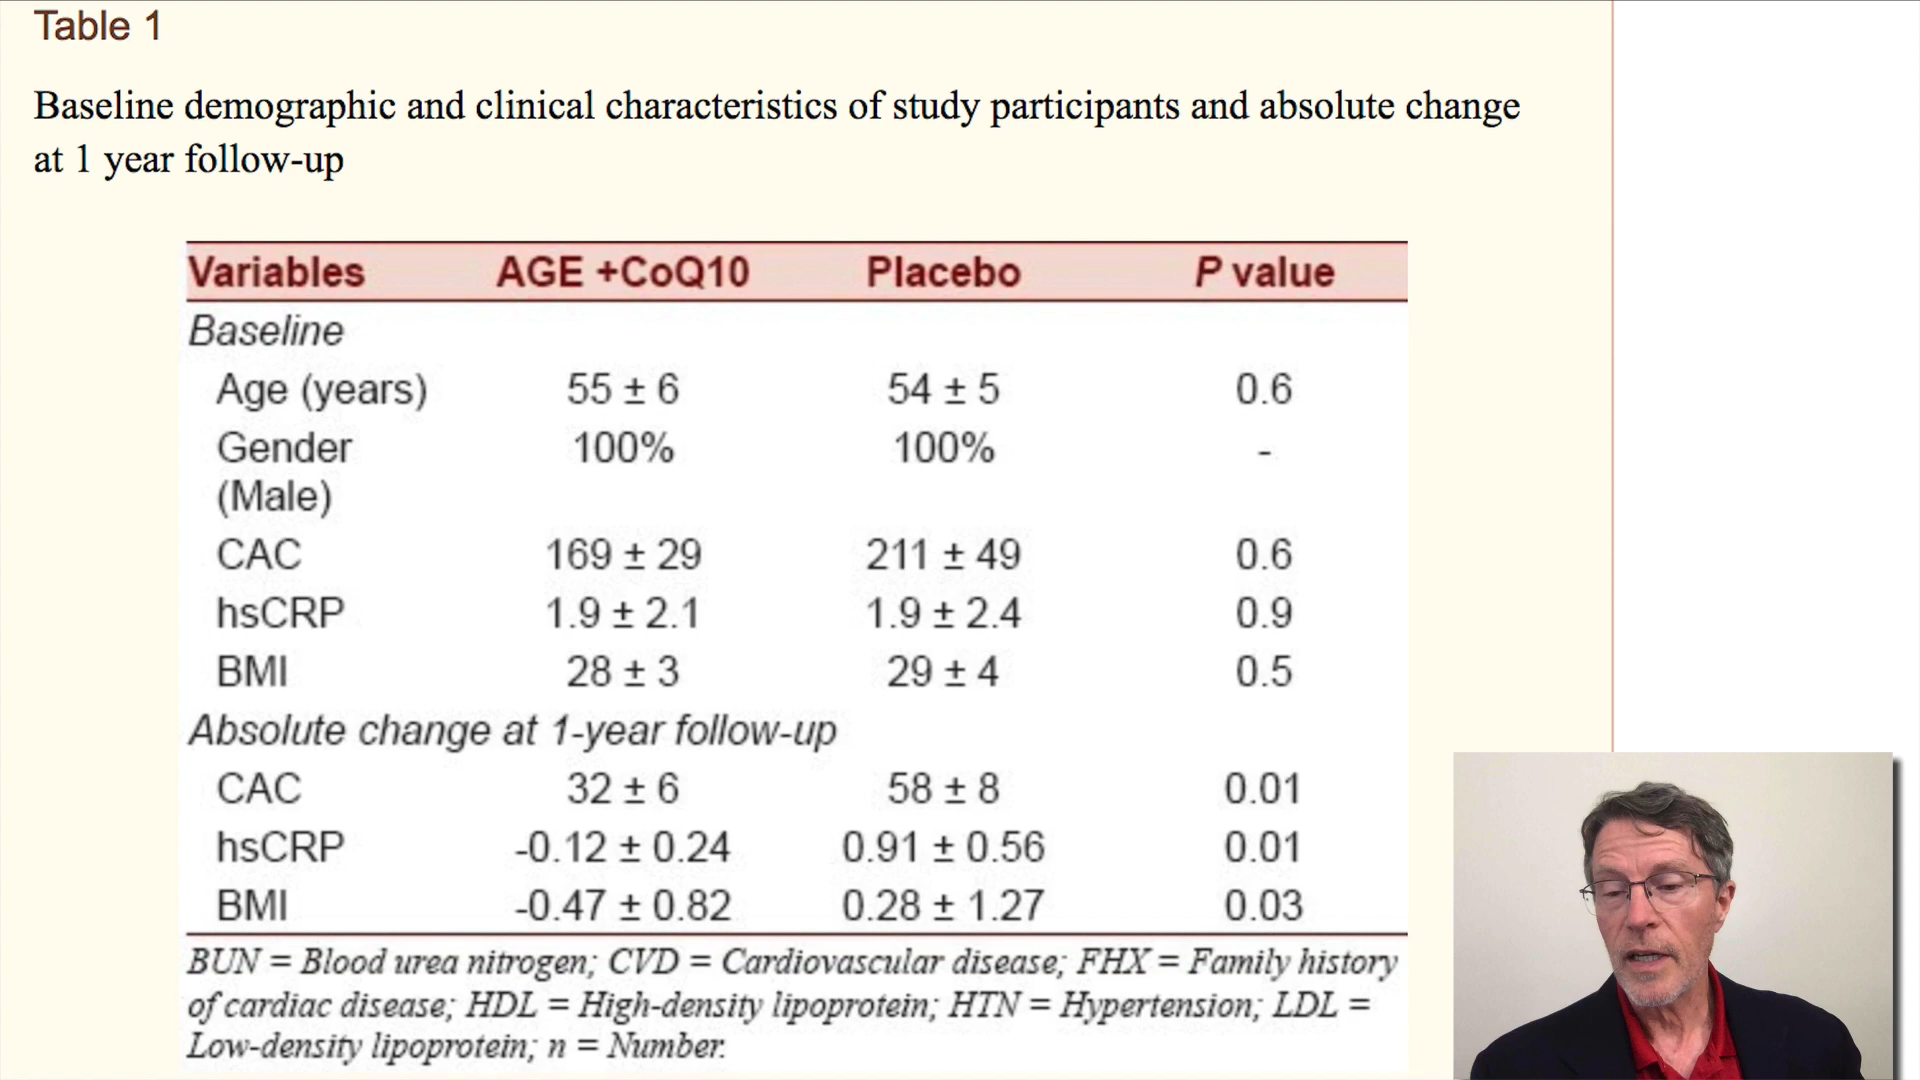 Table 1
Baseline demographic and clinical characteristics of study participants and absolute change
at 1 year follow-up
Variables AGE +CoQ10 Placebo P value
Baseline
Age (years) 55 ± 6 54 ± 5 0.6
Gender 100% 100% -
(Male)
CAC 169 ± 29 211 ± 49 0.6
hsCRP 1.9 ± 2.1 1.9 ± 2.4 0.9
BMI 28 ± 3 29 ± 4 0.5
Absolute change at 1-year follow-up
CAC 32 ± 6 58 ± 8 0.01
hsCRP -0.12 ± 0.24 0.91 ± 0.56 0.01
BMI -0.47 ± 0.82 0.28 ± 1.27 0.03
BUN = Blood urea nitrogen; CVD = Cardiovascular disease; FHX = Family history
of cardiac disease; HDL = High-density lipoprotein; HTN = Hypertension; LDL =
Low-density lipoprotein; n = Number.